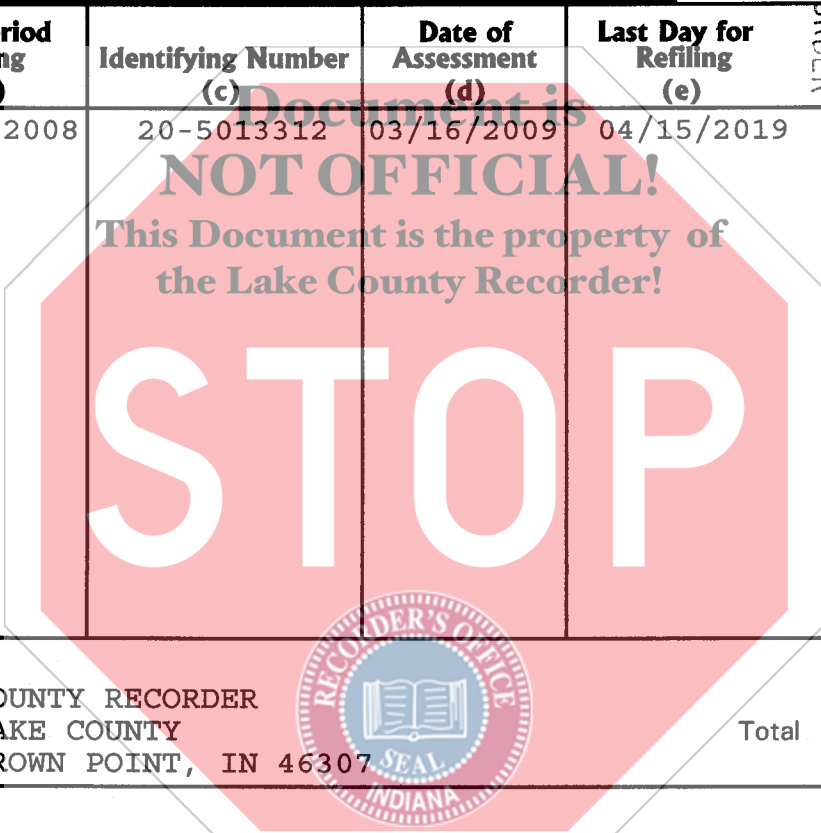 Identifying Number
(c)
Date of
Assessment
(d)
Last Day for
Refiling
(e)
2008
20-5013312
03/16/2009
04/15/2019
Document is
NOT OFFICIAL!
This Document is the property of
the Lake County Recorder!
STOP
RECORDER'S OFFICE
SEAL
INDIANA
OUNTY RECORDER
AKE COUNTY
ROWN POINT, IN 46307
Total